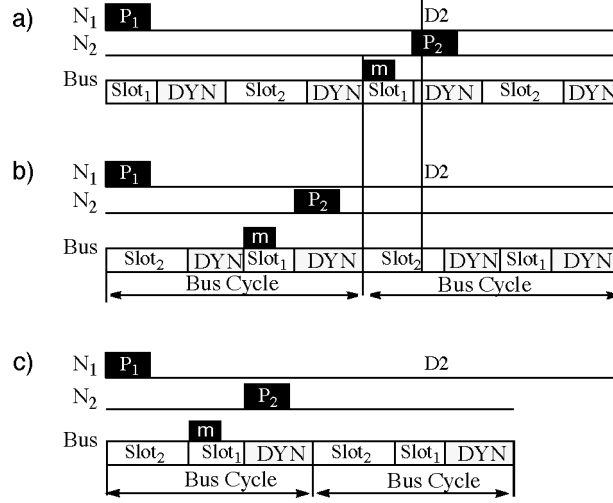 a) N₁ P₁ D2
N₂ P₂
m
Bus Slot₁ DYN Slot₂ DYN Slot₁ DYN Slot₂ DYN
b) N₁ P₁ D2
N₂ P₂
m
Bus Slot₂ DYN Slot₁ DYN Slot₂ DYN Slot₁ DYN
Bus Cycle Bus Cycle
c) N₁ P₁ D2
N₂ P₂
m
Bus Slot₂ Slot₁ DYN Slot₂ Slot₁ DYN
Bus Cycle Bus Cycle